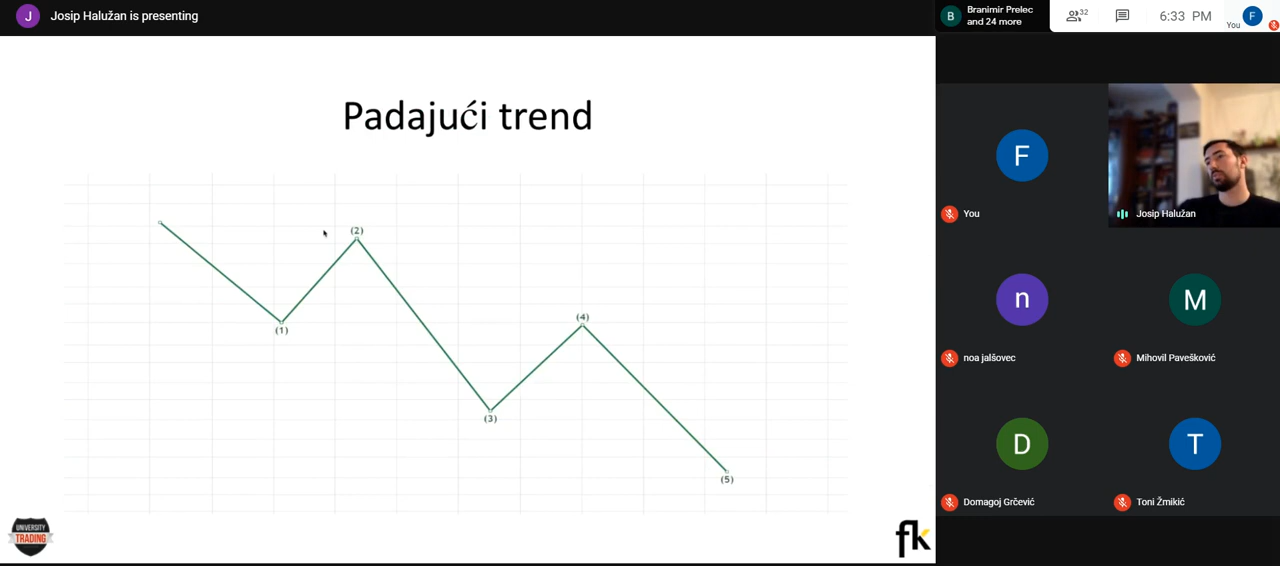 J
Josip Halužan is presenting
B
Branimir Prelec
and 24 more
32
6:33 PM
You
F
Padajući trend
(1)
(2)
(3)
(4)
(5)
UNIVERSITY
TRADING
fk
F
You
Josip Halužan
n
noa jalšovec
M
Mihovil Pavešković
D
Domagoj Grčević
T
Toni Žmikić